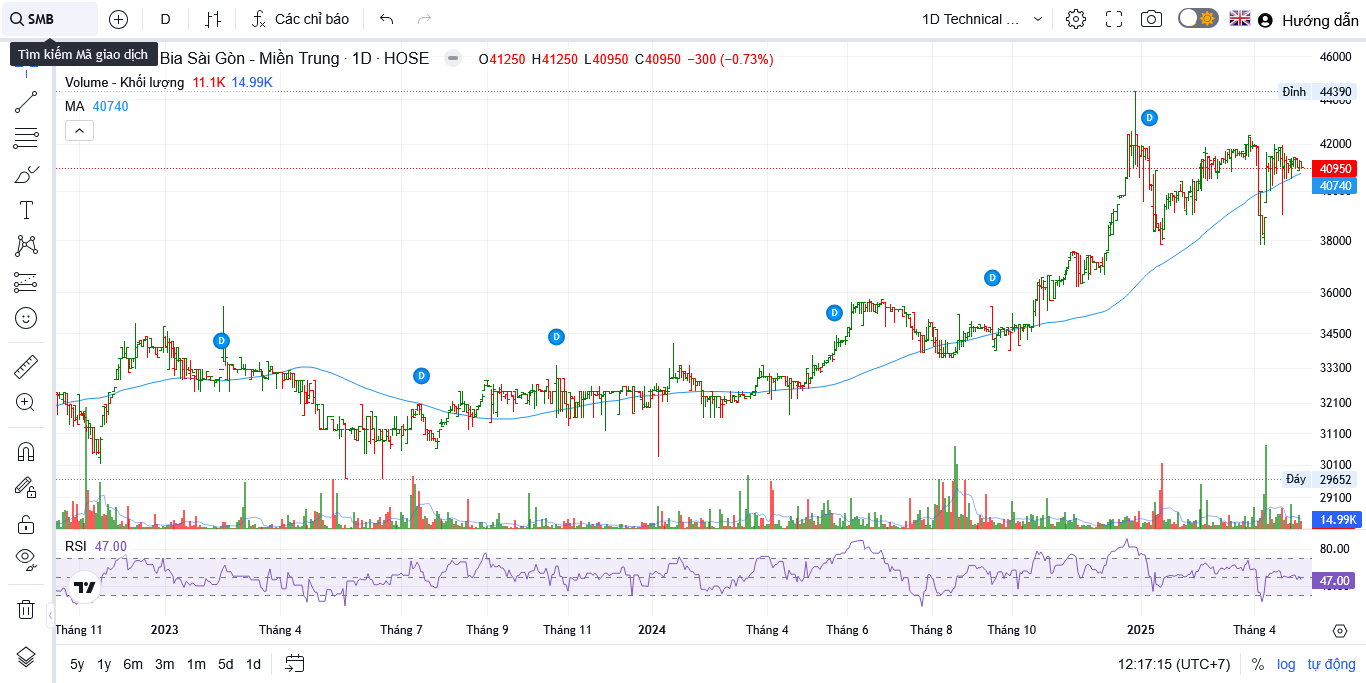 SMB
D
Các chỉ báo
1D Technical ...
Hướng dẫn
Tìm kiếm Mã giao dịch
Bia Sài Gòn - Miền Trung · 1D · HOSE
O41250 H41250 L40950 C40950 −300 (−0.73%)
Volume - Khối lượng 11.1K 14.99K
MA 40740
46000
Đỉnh 44390
44000
42000
40950
40740
38000
36000
34500
33300
32100
31100
30100
Đáy 29652
29100
14.99K
D
D
D
D
D
D
RSI 47.00
80.00
47.00
Tháng 11 2023 Tháng 4 Tháng 7 Tháng 9 Tháng 11 2024 Tháng 4 Tháng 6 Tháng 8 Tháng 10 2025 Tháng 4
5y 1y 6m 3m 1m 5d 1d
12:17:15 (UTC+7) % log tự động